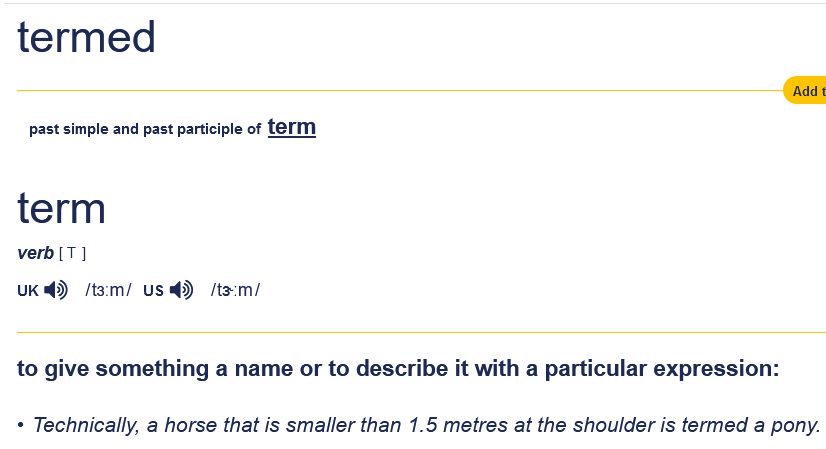 termed
Add t
past simple and past participle of term
term
verb [ T ]
UK /tɜːm/ US /tɝːm/
to give something a name or to describe it with a particular expression:
• Technically, a horse that is smaller than 1.5 metres at the shoulder is termed a pony.